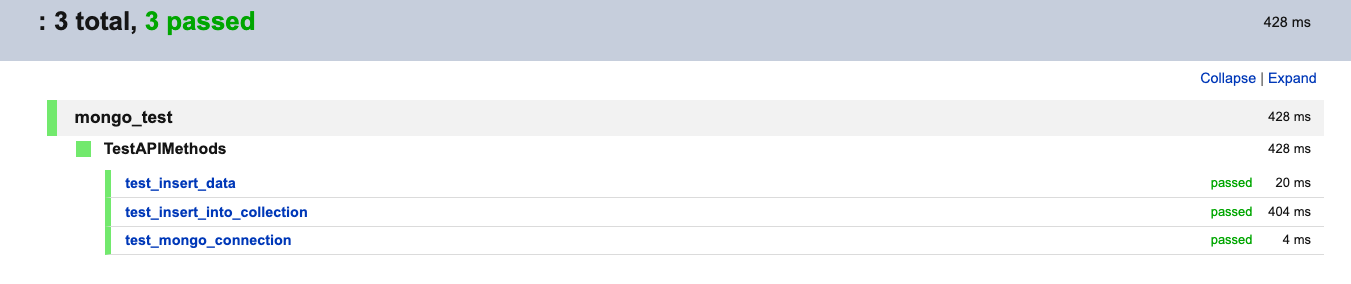 : 3 total, 3 passed 428 ms
Collapse | Expand
mongo_test 428 ms
TestAPIMethods 428 ms
test_insert_data passed 20 ms
test_insert_into_collection passed 404 ms
test_mongo_connection passed 4 ms